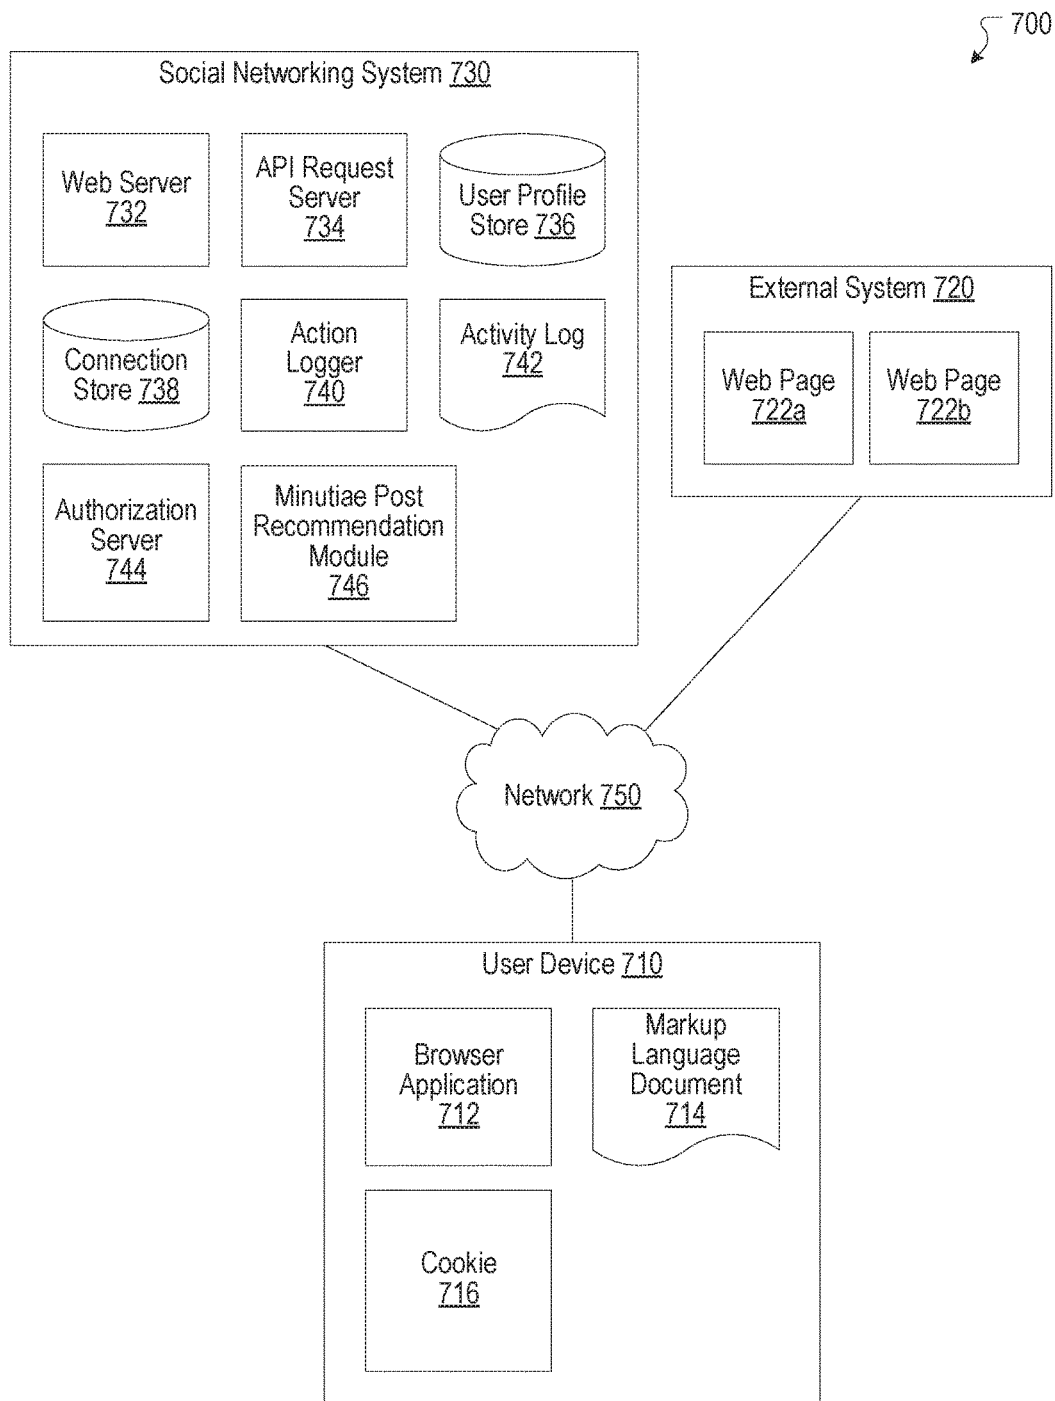 700
Social Networking System 730
Web Server
732
API Request
Server
734
User Profile
Store 736
Connection
Store 738
Action
Logger
740
Activity Log
742
Authorization
Server
744
Minutiae Post
Recommendation
Module
746
External System 720
Web Page
722a
Web Page
722b
Network 750
User Device 710
Browser
Application
712
Markup
Language
Document
714
Cookie
716